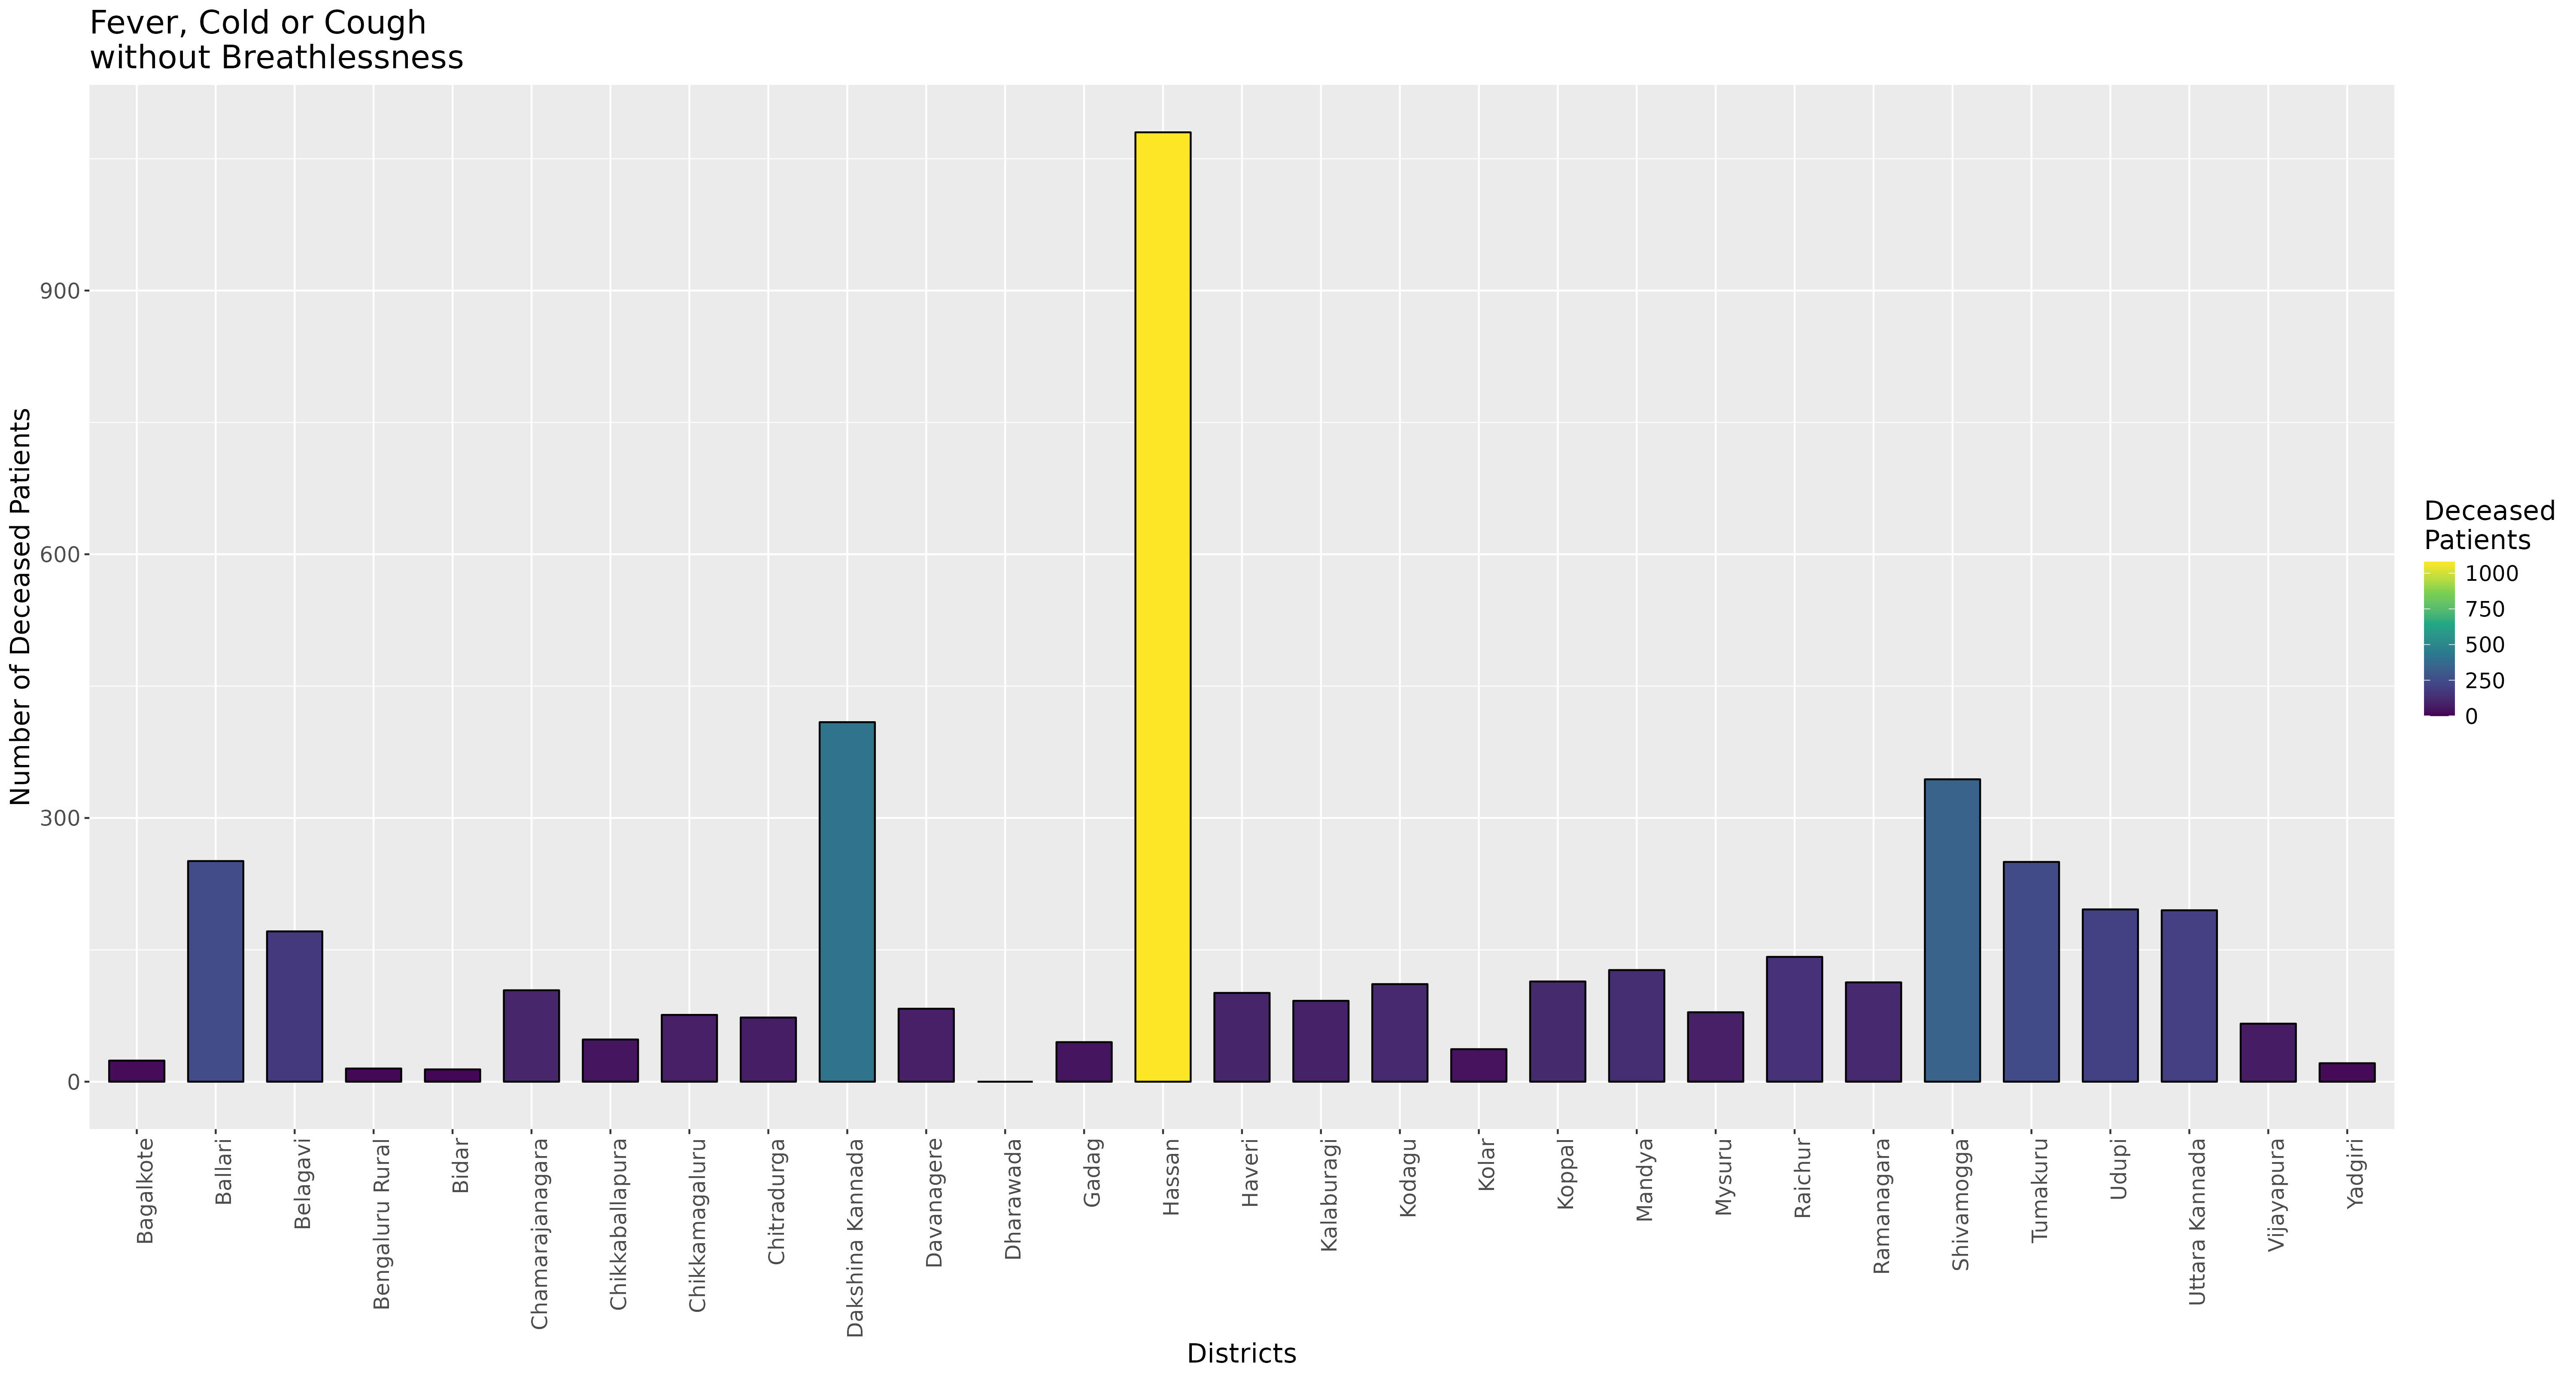 Fever, Cold or Cough
without Breathlessness
Number of Deceased Patients
900
600
300
0
Deceased
Patients
1000
750
500
250
0
Bagalkote
Ballari
Belagavi
Bengaluru Rural
Bidar
Chamarajanagara
Chikkaballapura
Chikkamagaluru
Chitradurga
Dakshina Kannada
Davanagere
Dharawada
Gadag
Hassan
Haveri
Kalaburagi
Kodagu
Kolar
Koppal
Mandya
Mysuru
Raichur
Ramanagara
Shivamogga
Tumakuru
Udupi
Uttara Kannada
Vijayapura
Yadgiri
Districts